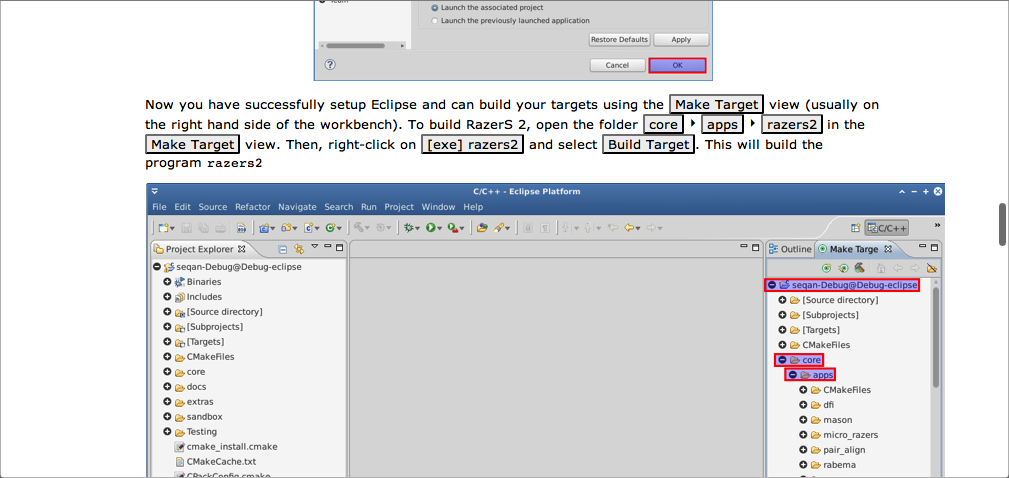 Team
Launch the associated project
Launch the previously launched application
Restore Defaults Apply
Cancel OK
Now you have successfully setup Eclipse and can build your targets using the Make Target view (usually on
the right hand side of the workbench). To build RazerS 2, open the folder core apps razers2 in the
Make Target view. Then, right-click on [exe] razers2 and select Build Target. This will build the
program razers2
C/C++ - Eclipse Platform
File Edit Source Refactor Navigate Search Run Project Window Help
C/C++
Project Explorer
Outline Make Targe
seqan-Debug@Debug-eclipse
Binaries
Includes
[Source directory]
[Subprojects]
[Targets]
CMakeFiles
core
docs
extras
sandbox
Testing
cmake_install.cmake
CMakeCache.txt
CPackConfig.cmake
seqan-Debug@Debug-eclipse
[Source directory]
[Subprojects]
[Targets]
CMakeFiles
core
apps
CMakeFiles
dfi
mason
micro_razers
pair_align
rabema